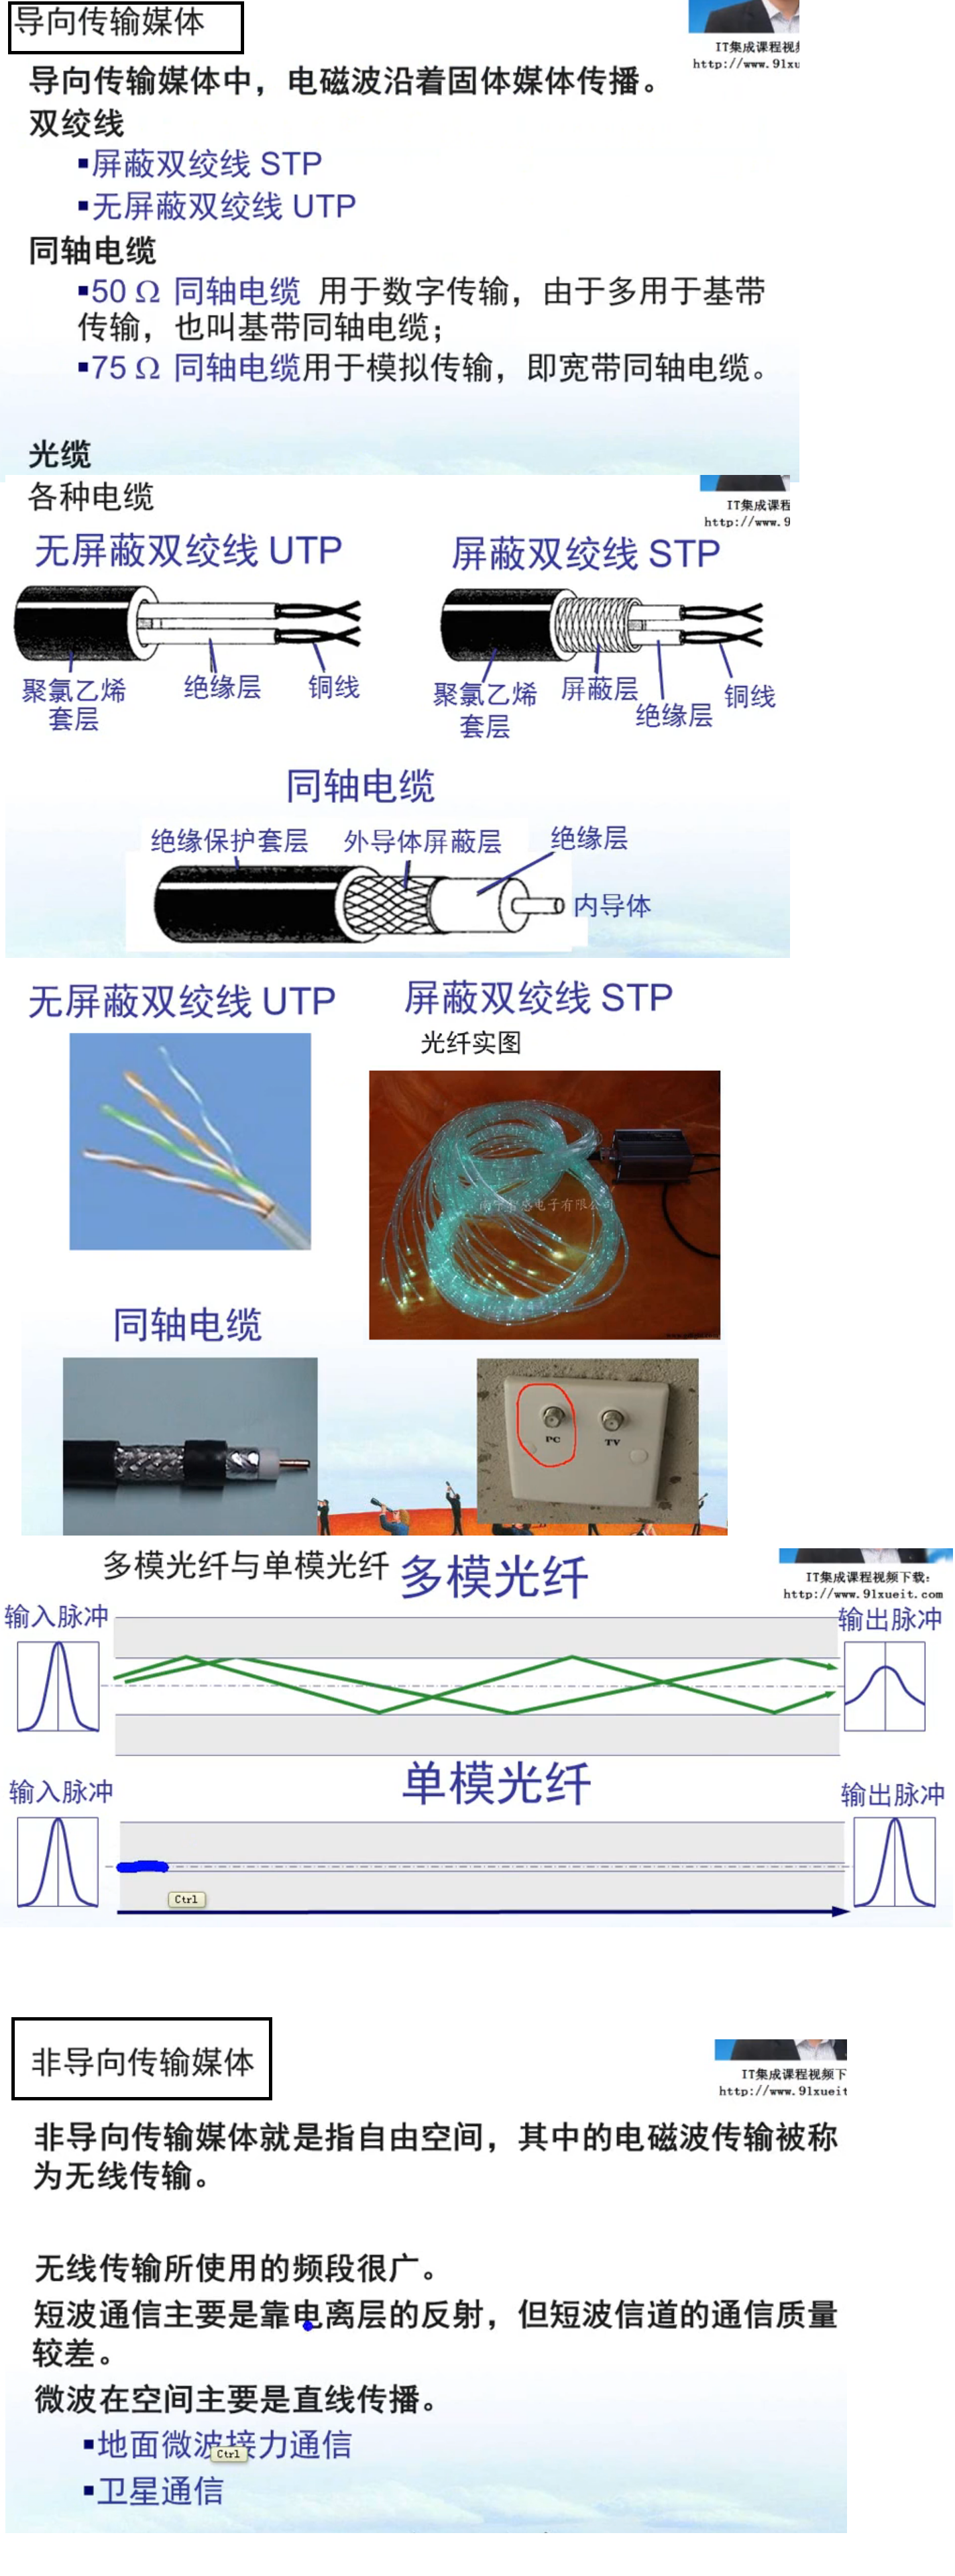 导向传输媒体
IT集成课程视频
http://www.91xu
导向传输媒体中，电磁波沿着固体媒体传播。
双绞线
▪屏蔽双绞线 STP
▪无屏蔽双绞线 UTP
同轴电缆
▪50 Ω 同轴电缆 用于数字传输，由于多用于基带
传输，也叫基带同轴电缆；
▪75 Ω 同轴电缆用于模拟传输，即宽带同轴电缆。
光缆
各种电缆
IT集成课程
http://www.9
无屏蔽双绞线 UTP
屏蔽双绞线 STP
聚氯乙烯
套层
绝缘层
铜线
聚氯乙烯
套层
屏蔽层
绝缘层
铜线
同轴电缆
绝缘保护套层
外导体屏蔽层
绝缘层
内导体
无屏蔽双绞线 UTP
屏蔽双绞线 STP
光纤实图
电子有限公司
同轴电缆
PC
TV
多模光纤与单模光纤
多模光纤
IT集成课程视频下载：
http://www.91xueit.com
输入脉冲
输出脉冲
单模光纤
输入脉冲
输出脉冲
Ctrl
非导向传输媒体
IT集成课程视频下
http://www.91xueit
非导向传输媒体就是指自由空间，其中的电磁波传输被称
为无线传输。
无线传输所使用的频段很广。
短波通信主要是靠电离层的反射，但短波信道的通信质量
较差。
微波在空间主要是直线传播。
▪地面微波接力通信
Ctrl
▪卫星通信